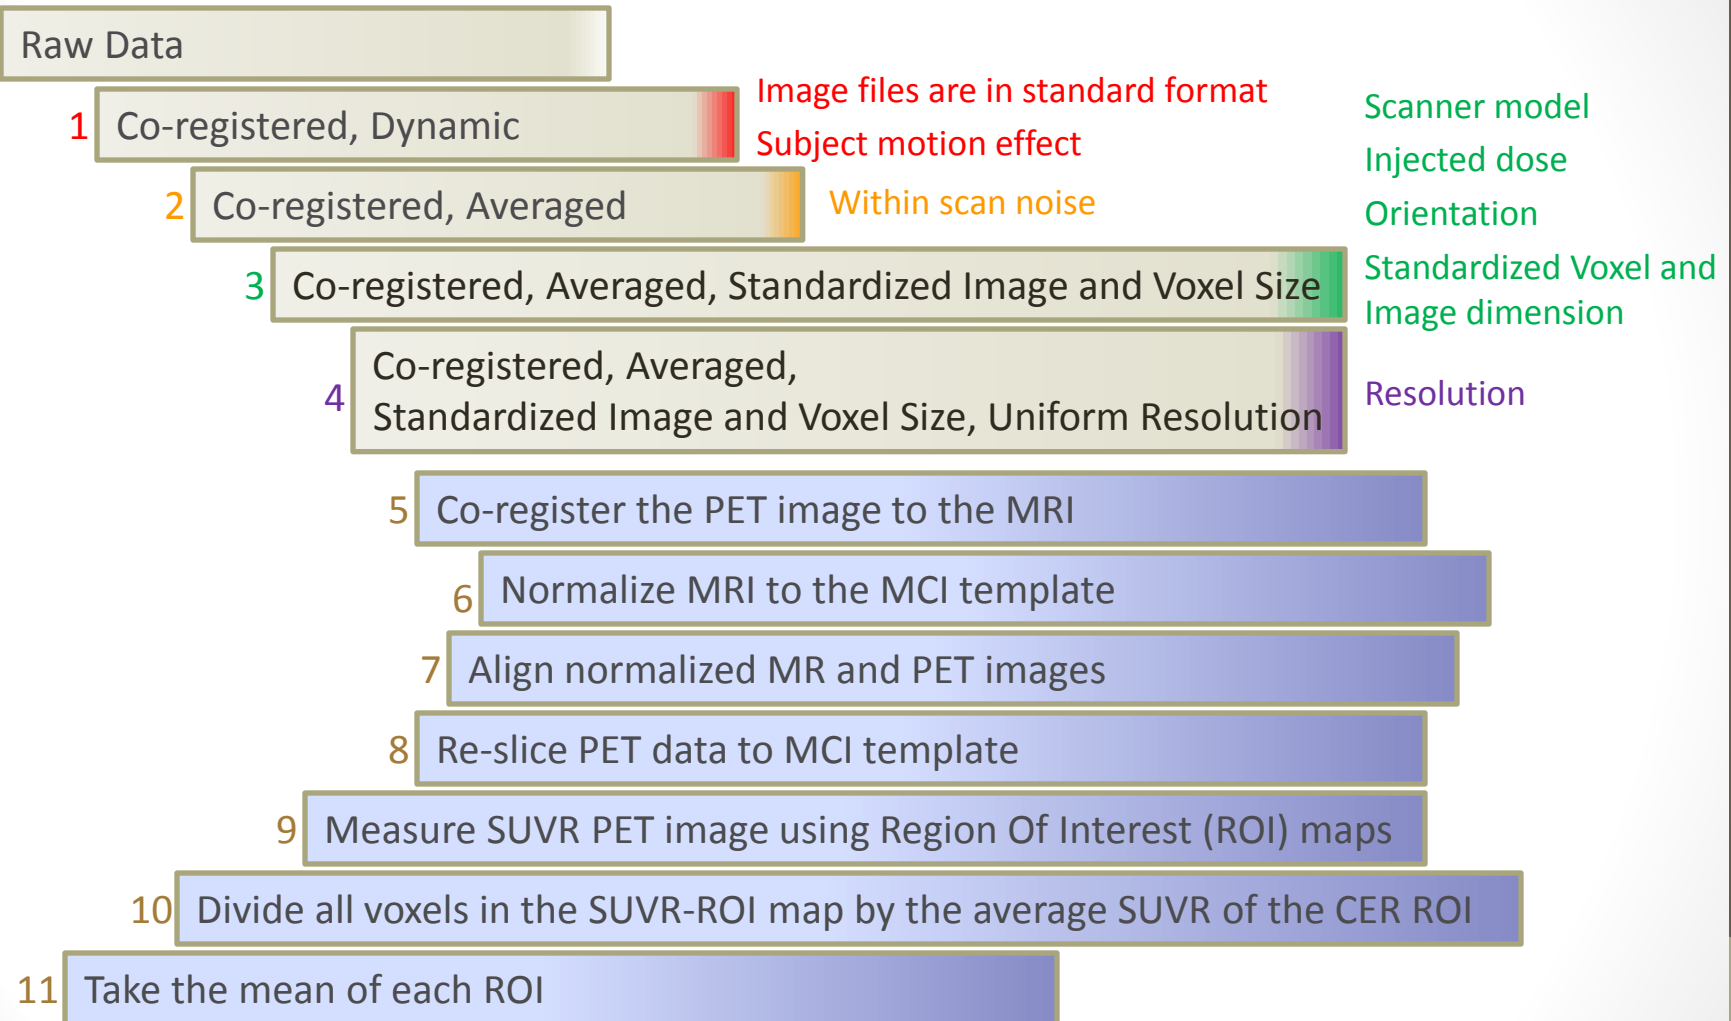 Raw Data
1 Co-registered, Dynamic
Image files are in standard format
Subject motion effect
2 Co-registered, Averaged
Within scan noise
3 Co-registered, Averaged, Standardized Image and Voxel Size
Scanner model
Injected dose
Orientation
Standardized Voxel and
Image dimension
4 Co-registered, Averaged,
Standardized Image and Voxel Size, Uniform Resolution
Resolution
5 Co-register the PET image to the MRI
6 Normalize MRI to the MCI template
7 Align normalized MR and PET images
8 Re-slice PET data to MCI template
9 Measure SUVR PET image using Region Of Interest (ROI) maps
10 Divide all voxels in the SUVR-ROI map by the average SUVR of the CER ROI
11 Take the mean of each ROI